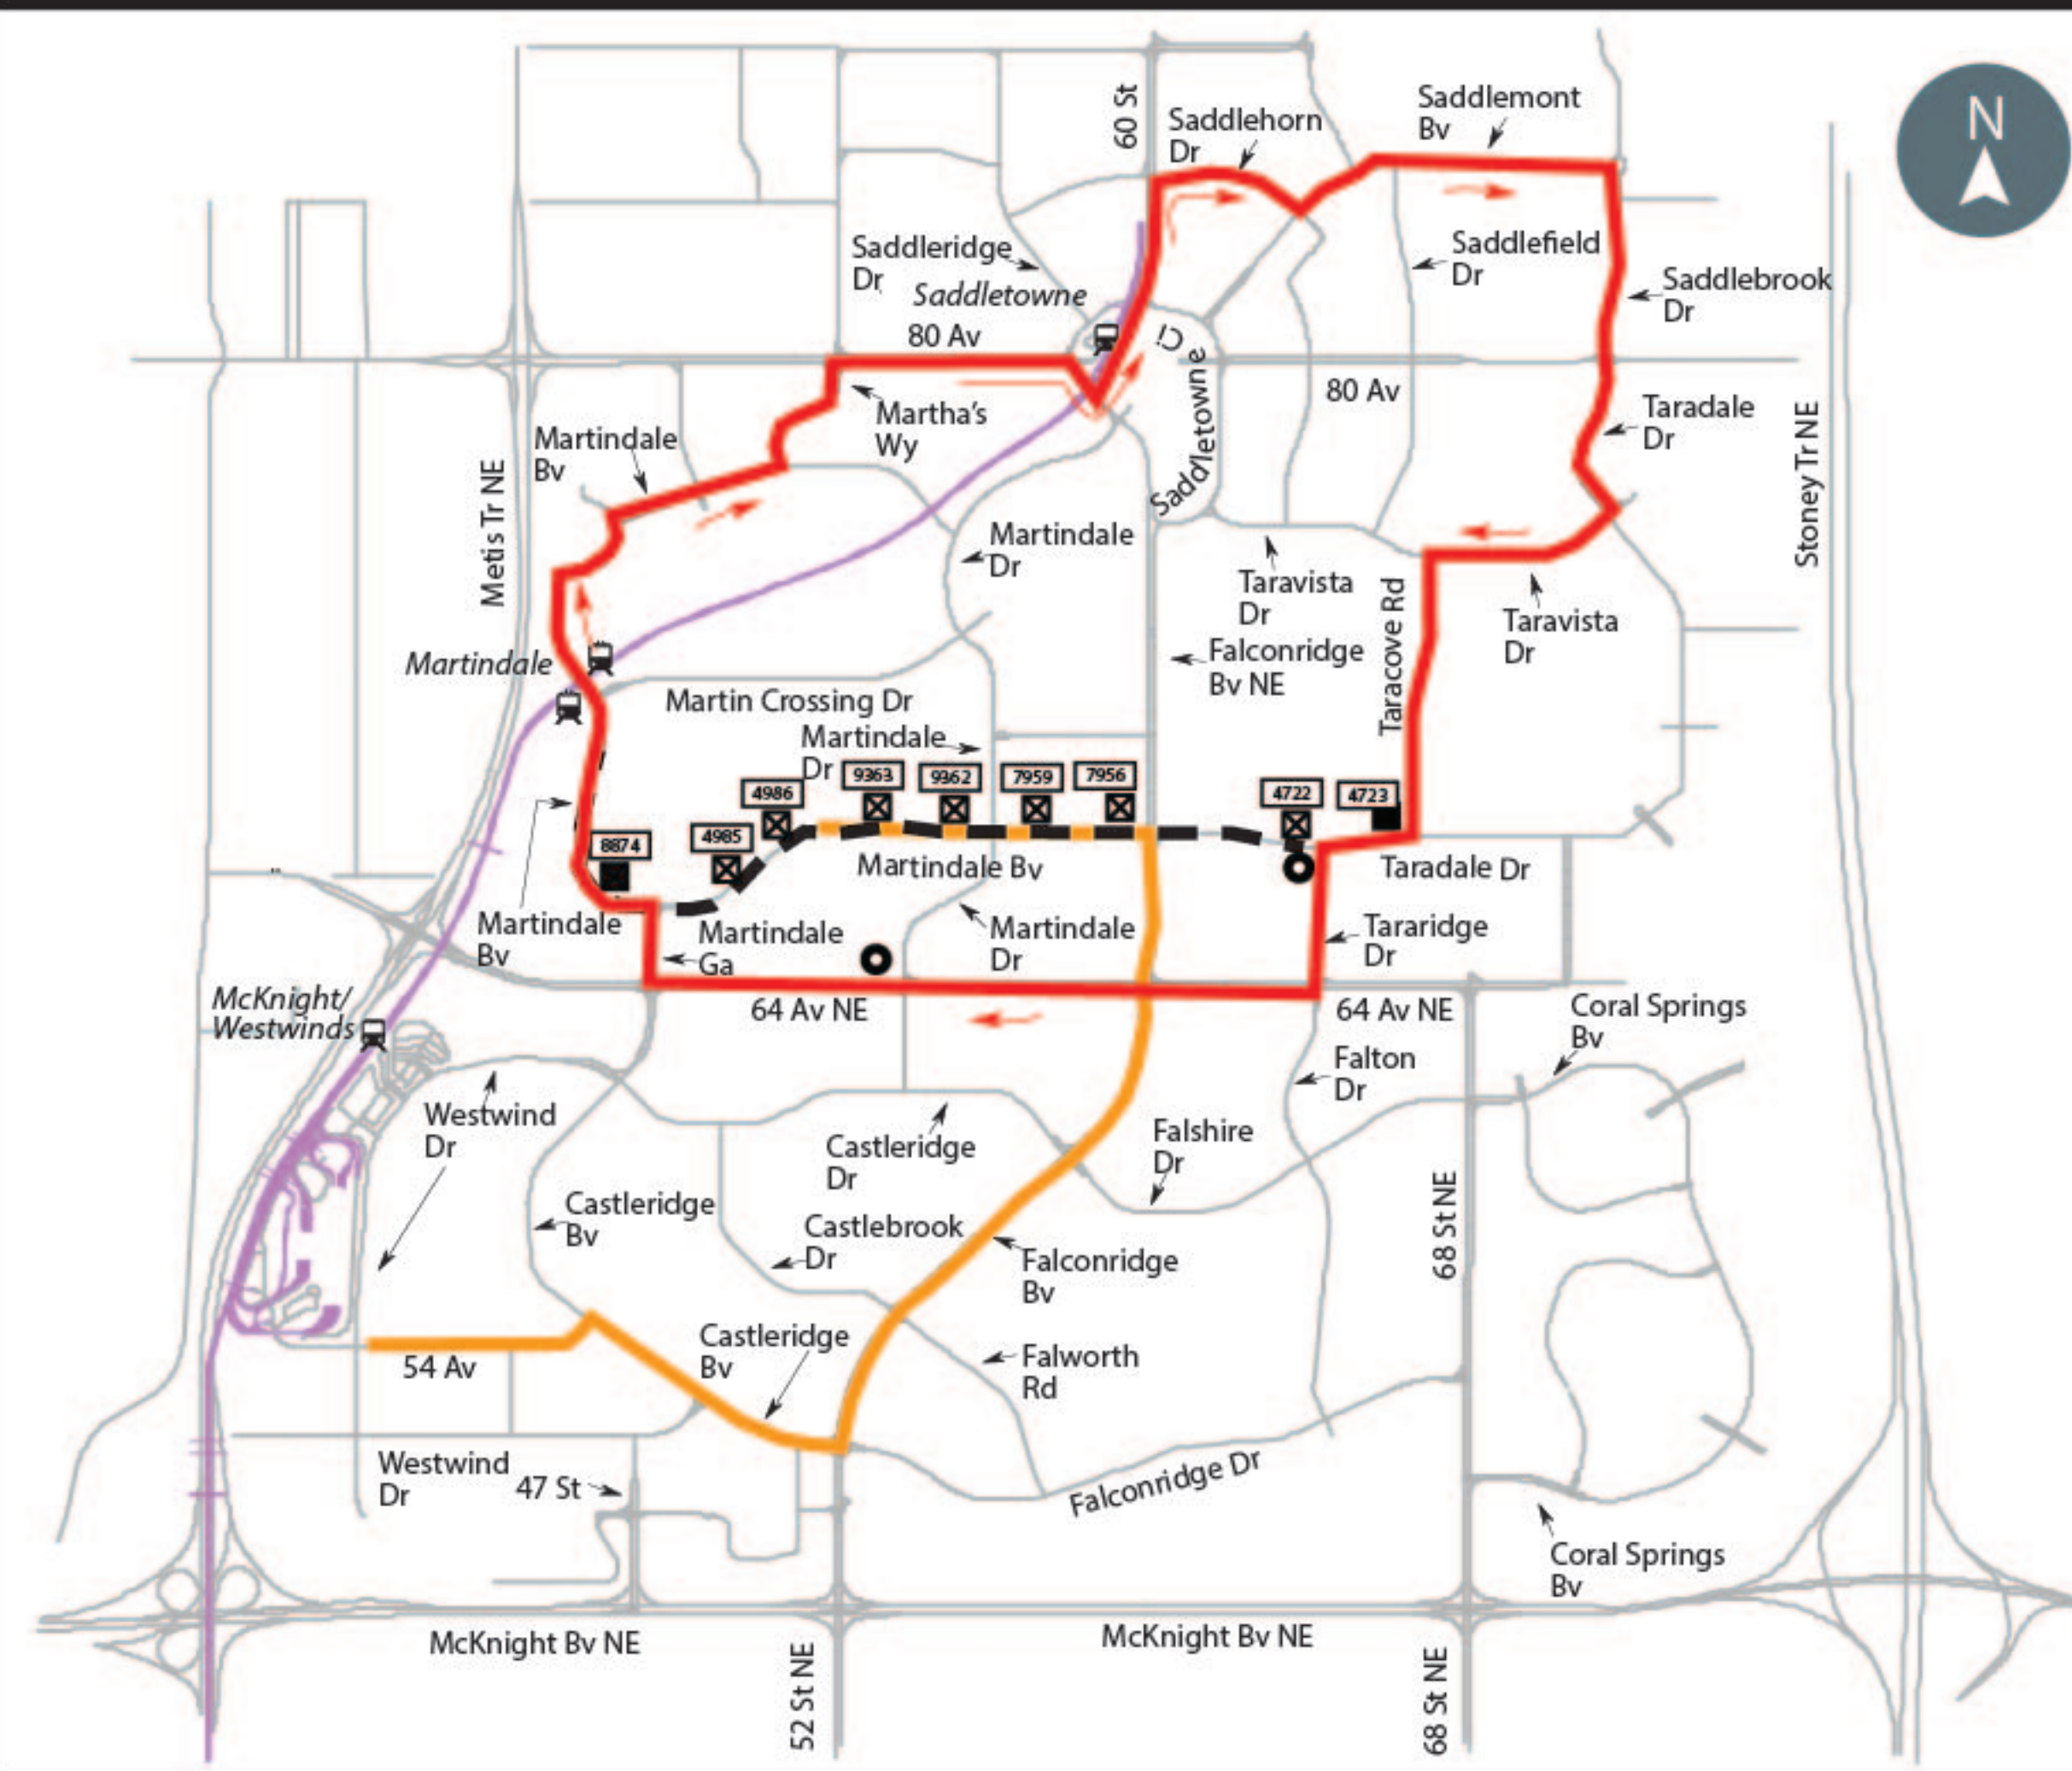 N
60 St
Saddlehorn
Dr
Saddlemont
Bv
Saddleridge
Dr
Saddletowne
80 Av
Saddlefield
Dr
Saddlebrook
Dr
Saddletowne Ci
80 Av
Martha's
Wy
Taradale
Dr
Martindale
Bv
Metis Tr NE
Stoney Tr NE
Martindale
Dr
Taravista
Dr
Taracove Rd
Taravista
Dr
Martindale
Falconridge
Bv NE
Martin Crossing Dr
Martindale
Dr
9363
9362
7959
7956
4986
4722
4723
4985
8874
Martindale Bv
Taradale Dr
Martindale
Bv
Martindale
Ga
Martindale
Dr
Tararidge
Dr
McKnight/
Westwinds
64 Av NE
64 Av NE
Coral Springs
Bv
Falton
Dr
Westwind
Dr
Castleridge
Dr
Falshire
Dr
Castleridge
Bv
Castlebrook
Dr
Falconridge
Bv
68 St NE
54 Av
Castleridge
Bv
Falworth
Rd
Westwind
Dr
47 St
Falconridge Dr
Coral Springs
Bv
McKnight Bv NE
McKnight Bv NE
52 St NE
68 St NE